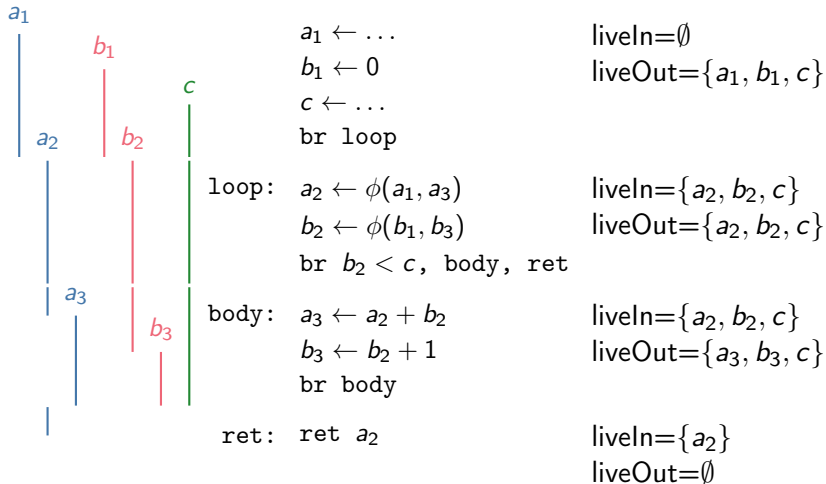 a₁
b₁
c
a₂ b₂
a₃
b₃
a₁ ← … liveIn=∅
b₁ ← 0 liveOut={a₁, b₁, c}
c ← …
br loop
loop: a₂ ← ϕ(a₁, a₃) liveIn={a₂, b₂, c}
b₂ ← ϕ(b₁, b₃) liveOut={a₂, b₂, c}
br b₂ < c, body, ret
body: a₃ ← a₂ + b₂ liveIn={a₂, b₂, c}
b₃ ← b₂ + 1 liveOut={a₃, b₃, c}
br body
ret: ret a₂ liveIn={a₂}
liveOut=∅